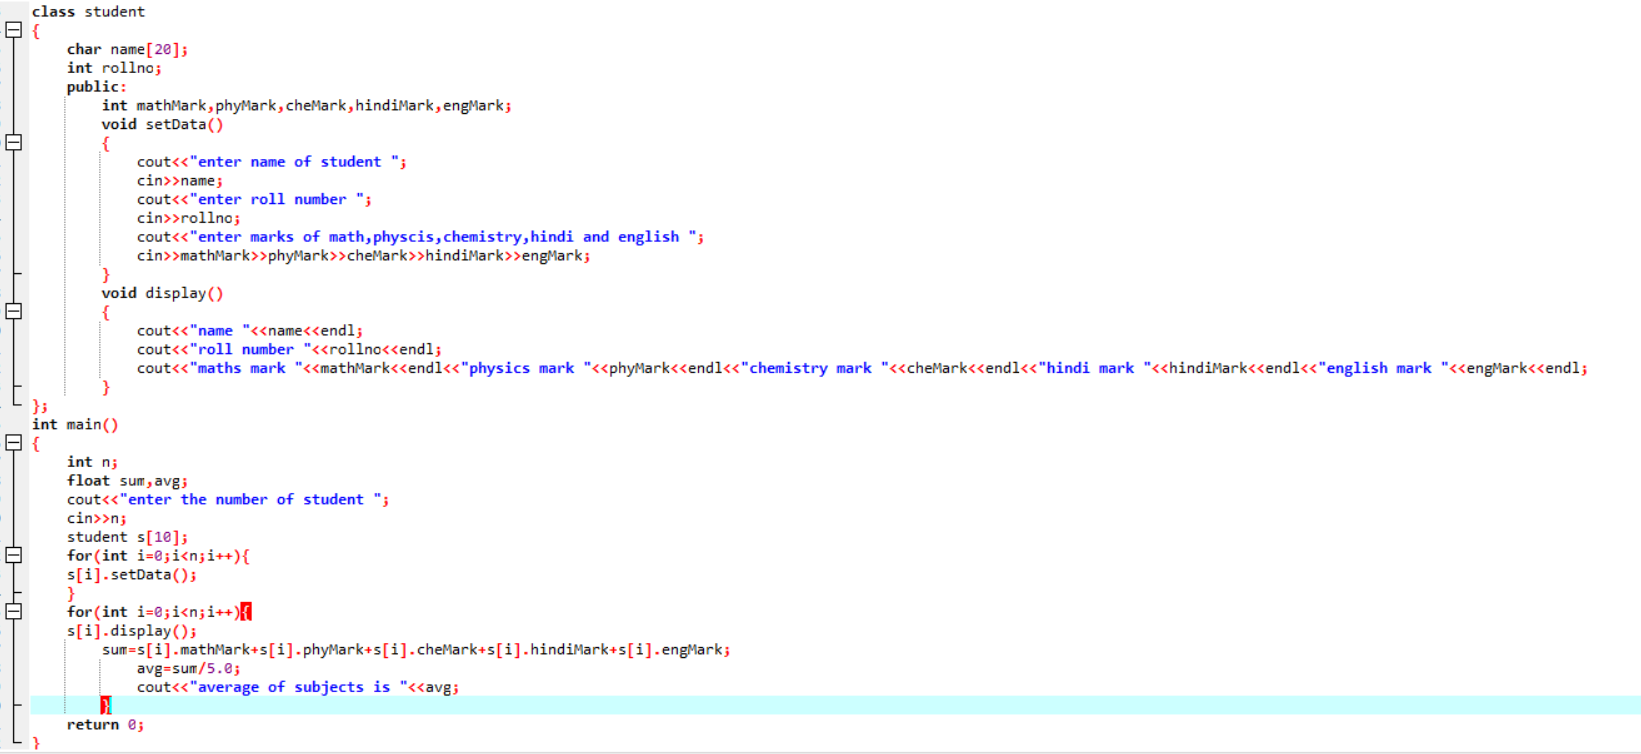 class student
{
    char name[20];
    int rollno;
    public:
        int mathMark,phyMark,cheMark,hindiMark,engMark;
        void setData()
        {
            cout<<"enter name of student ";
            cin>>name;
            cout<<"enter roll number ";
            cin>>rollno;
            cout<<"enter marks of math,physcis,chemistry,hindi and english ";
            cin>>mathMark>>phyMark>>cheMark>>hindiMark>>engMark;
        }
        void display()
        {
            cout<<"name "<<name<<endl;
            cout<<"roll number "<<rollno<<endl;
            cout<<"maths mark "<<mathMark<<endl<<"physics mark "<<phyMark<<endl<<"chemistry mark "<<cheMark<<endl<<"hindi mark "<<hindiMark<<endl<<"english mark "<<engMark<<endl;
        }
};
int main()
{
    int n;
    float sum,avg;
    cout<<"enter the number of student ";
    cin>>n;
    student s[10];
    for(int i=0;i<n;i++){
    s[i].setData();
    }
    for(int i=0;i<n;i++){
    s[i].display();
        sum=s[i].mathMark+s[i].phyMark+s[i].cheMark+s[i].hindiMark+s[i].engMark;
            avg=sum/5.0;
            cout<<"average of subjects is "<<avg;
        }
    return 0;
}